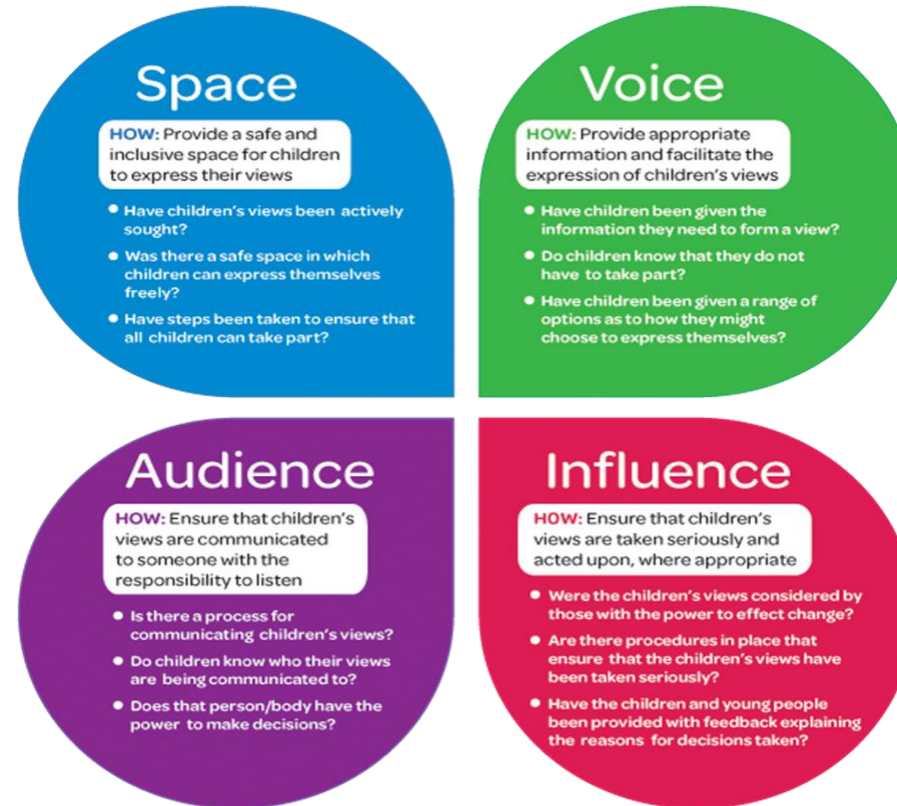 Space
HOW: Provide a safe and
inclusive space for children
to express their views
• Have children's views been actively
sought?
• Was there a safe space in which
children can express themselves
freely?
• Have steps been taken to ensure that
all children can take part?
Voice
HOW: Provide appropriate
information and facilitate the
expression of children's views
• Have children been given the
information they need to form a view?
• Do children know that they do not
have to take part?
• Have children been given a range of
options as to how they might
choose to express themselves?
Audience
HOW: Ensure that children's
views are communicated
to someone with the
responsibility to listen
• Is there a process for
communicating children's views?
• Do children know who their views
are being communicated to?
• Does that person/body have the
power to make decisions?
Influence
HOW: Ensure that children's
views are taken seriously and
acted upon, where appropriate
• Were the children's views considered by
those with the power to effect change?
• Are there procedures in place that
ensure that the children's views have
been taken seriously?
• Have the children and young people
been provided with feedback explaining
the reasons for decisions taken?